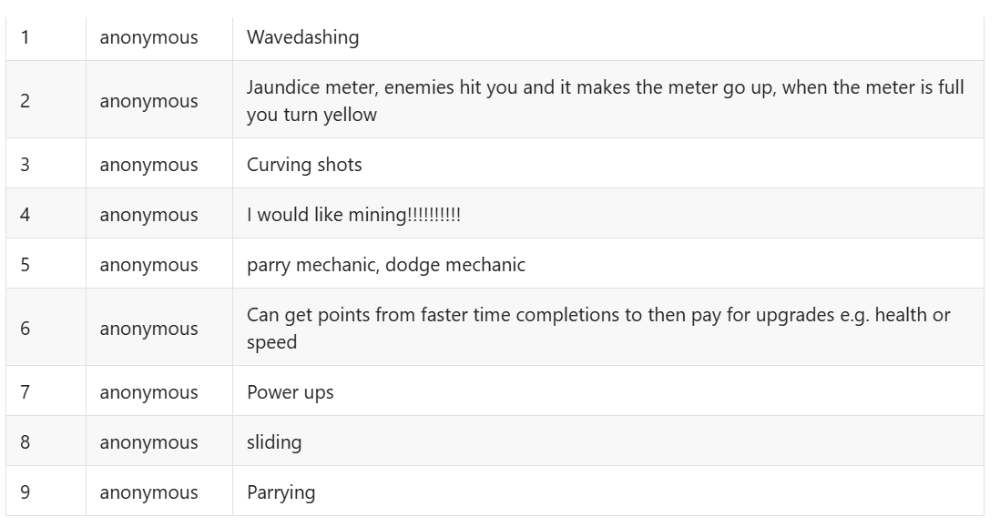 1 anonymous Wavedashing
2 anonymous Jaundice meter, enemies hit you and it makes the meter go up, when the meter is full
you turn yellow
3 anonymous Curving shots
4 anonymous I would like mining!!!!!!!!!!
5 anonymous parry mechanic, dodge mechanic
6 anonymous Can get points from faster time completions to then pay for upgrades e.g. health or
speed
7 anonymous Power ups
8 anonymous sliding
9 anonymous Parrying